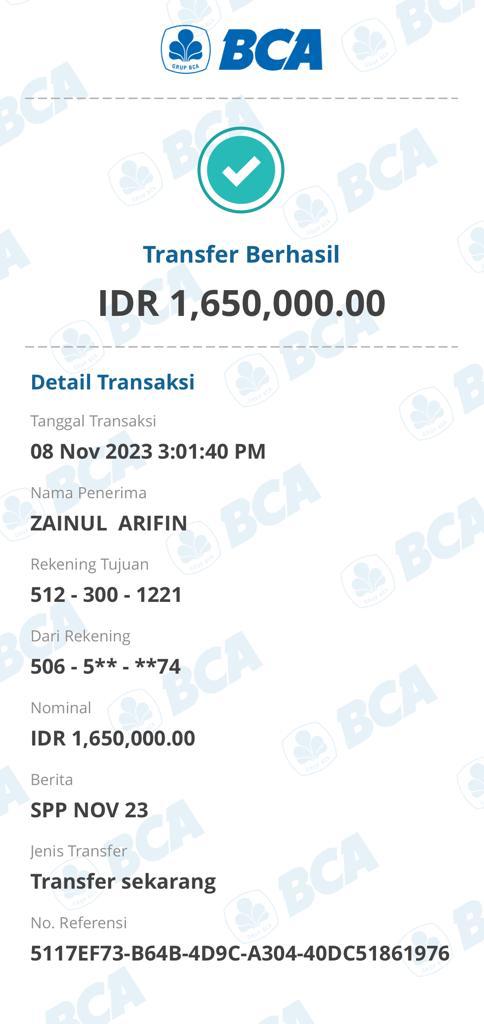 GRUP BCA
BCA
Transfer Berhasil
IDR 1,650,000.00
Detail Transaksi
Tanggal Transaksi
08 Nov 2023 3:01:40 PM
Nama Penerima
ZAINUL ARIFIN
Rekening Tujuan
512 - 300 - 1221
Dari Rekening
506 - 5** - **74
Nominal
IDR 1,650,000.00
Berita
SPP NOV 23
Jenis Transfer
Transfer sekarang
No. Referensi
5117EF73-B64B-4D9C-A304-40DC51861976